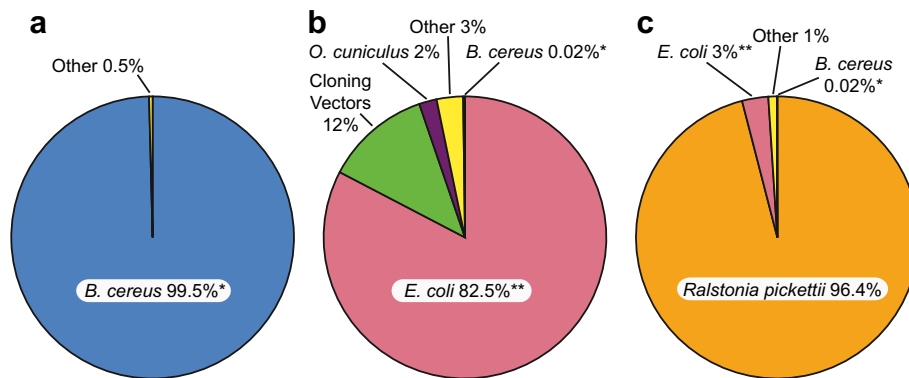 a
Other 0.5%
B. cereus 99.5%*
b
Other 3%
O. cuniculus 2%
B. cereus 0.02%*
Cloning
Vectors
12%
E. coli 82.5%**
c
Other 1%
E. coli 3%**
B. cereus
0.02%*
Ralstonia pickettii 96.4%